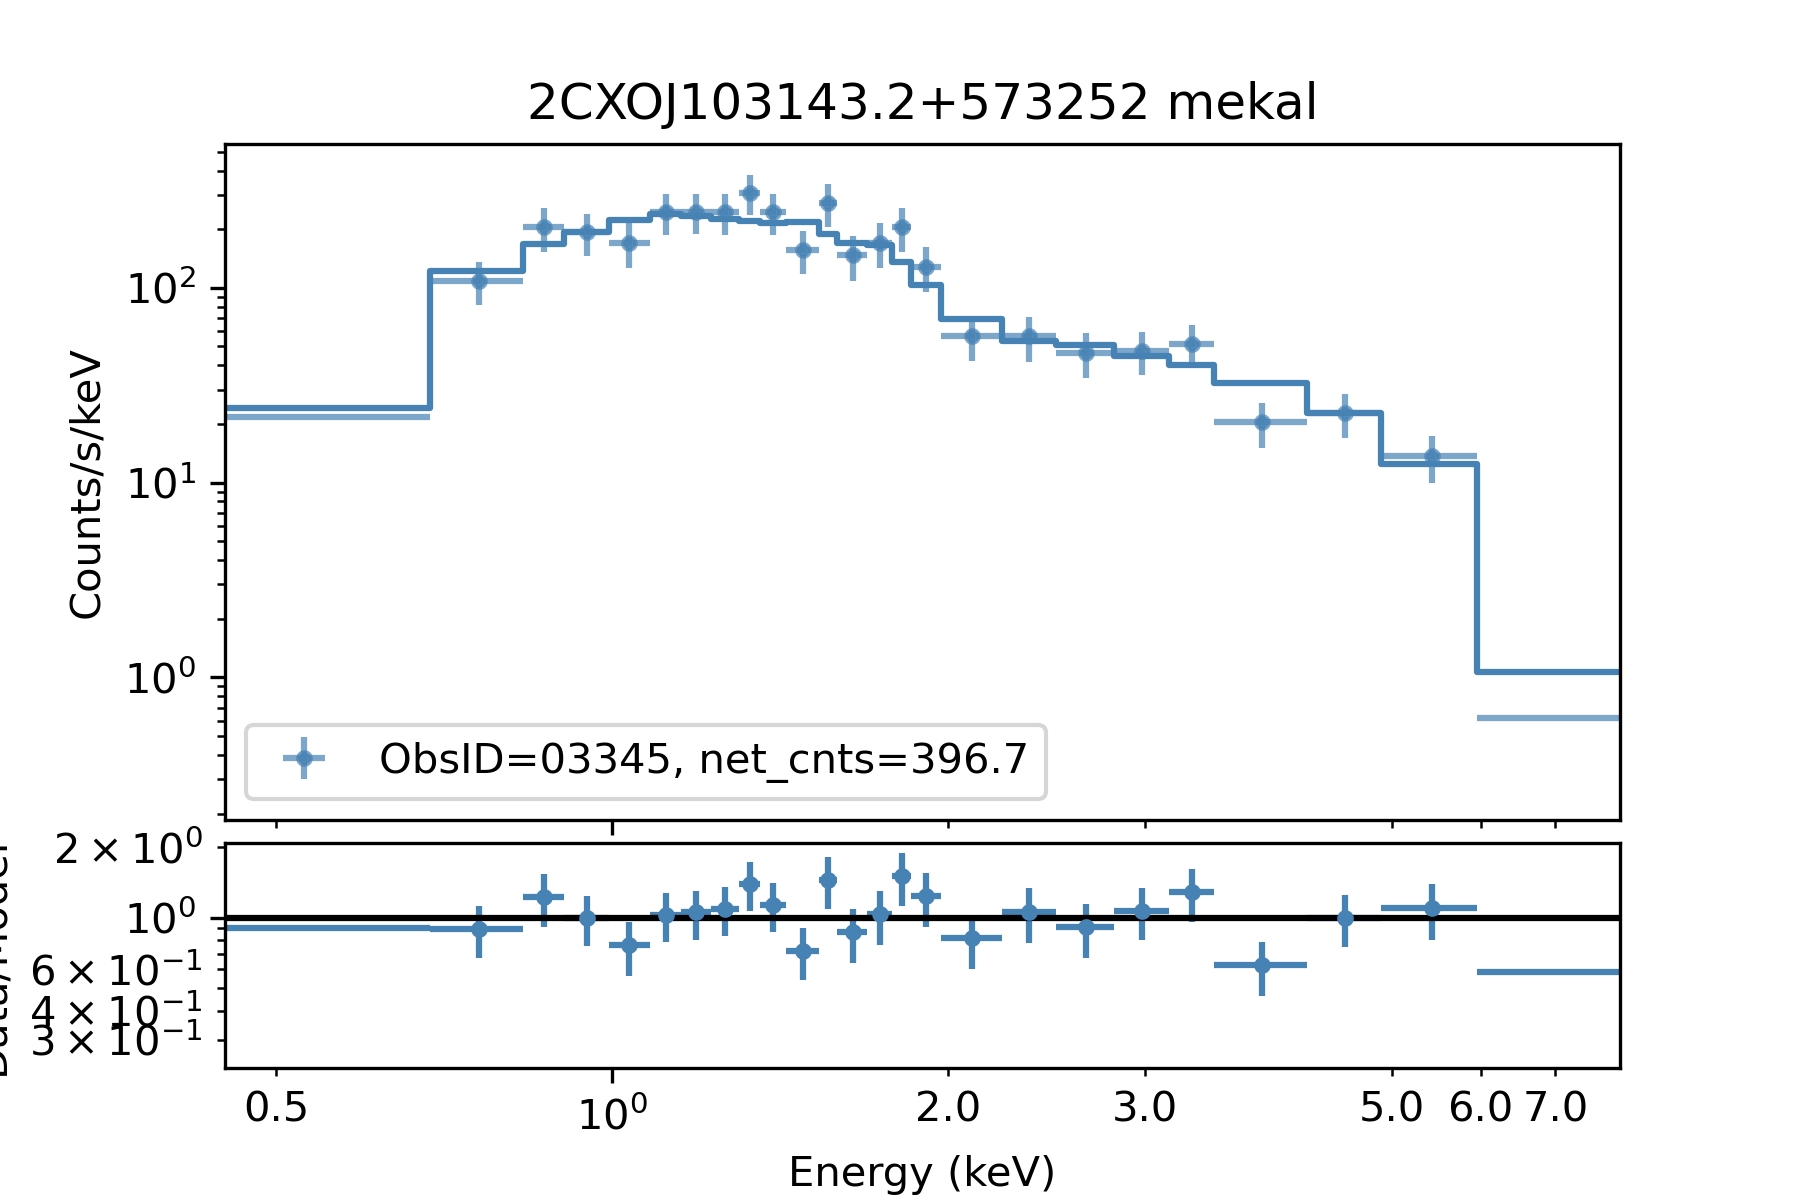 2CXOJ103143.2+573252 mekal
Counts/s/keV
10²
10¹
10⁰
ObsID=03345, net_cnts=396.7
2 × 10⁰
10⁰
6 × 10⁻¹
4 × 10⁻¹
3 × 10⁻¹
Data/Model
0.5 10⁰ 2.0 3.0 5.0 6.0 7.0
Energy (keV)